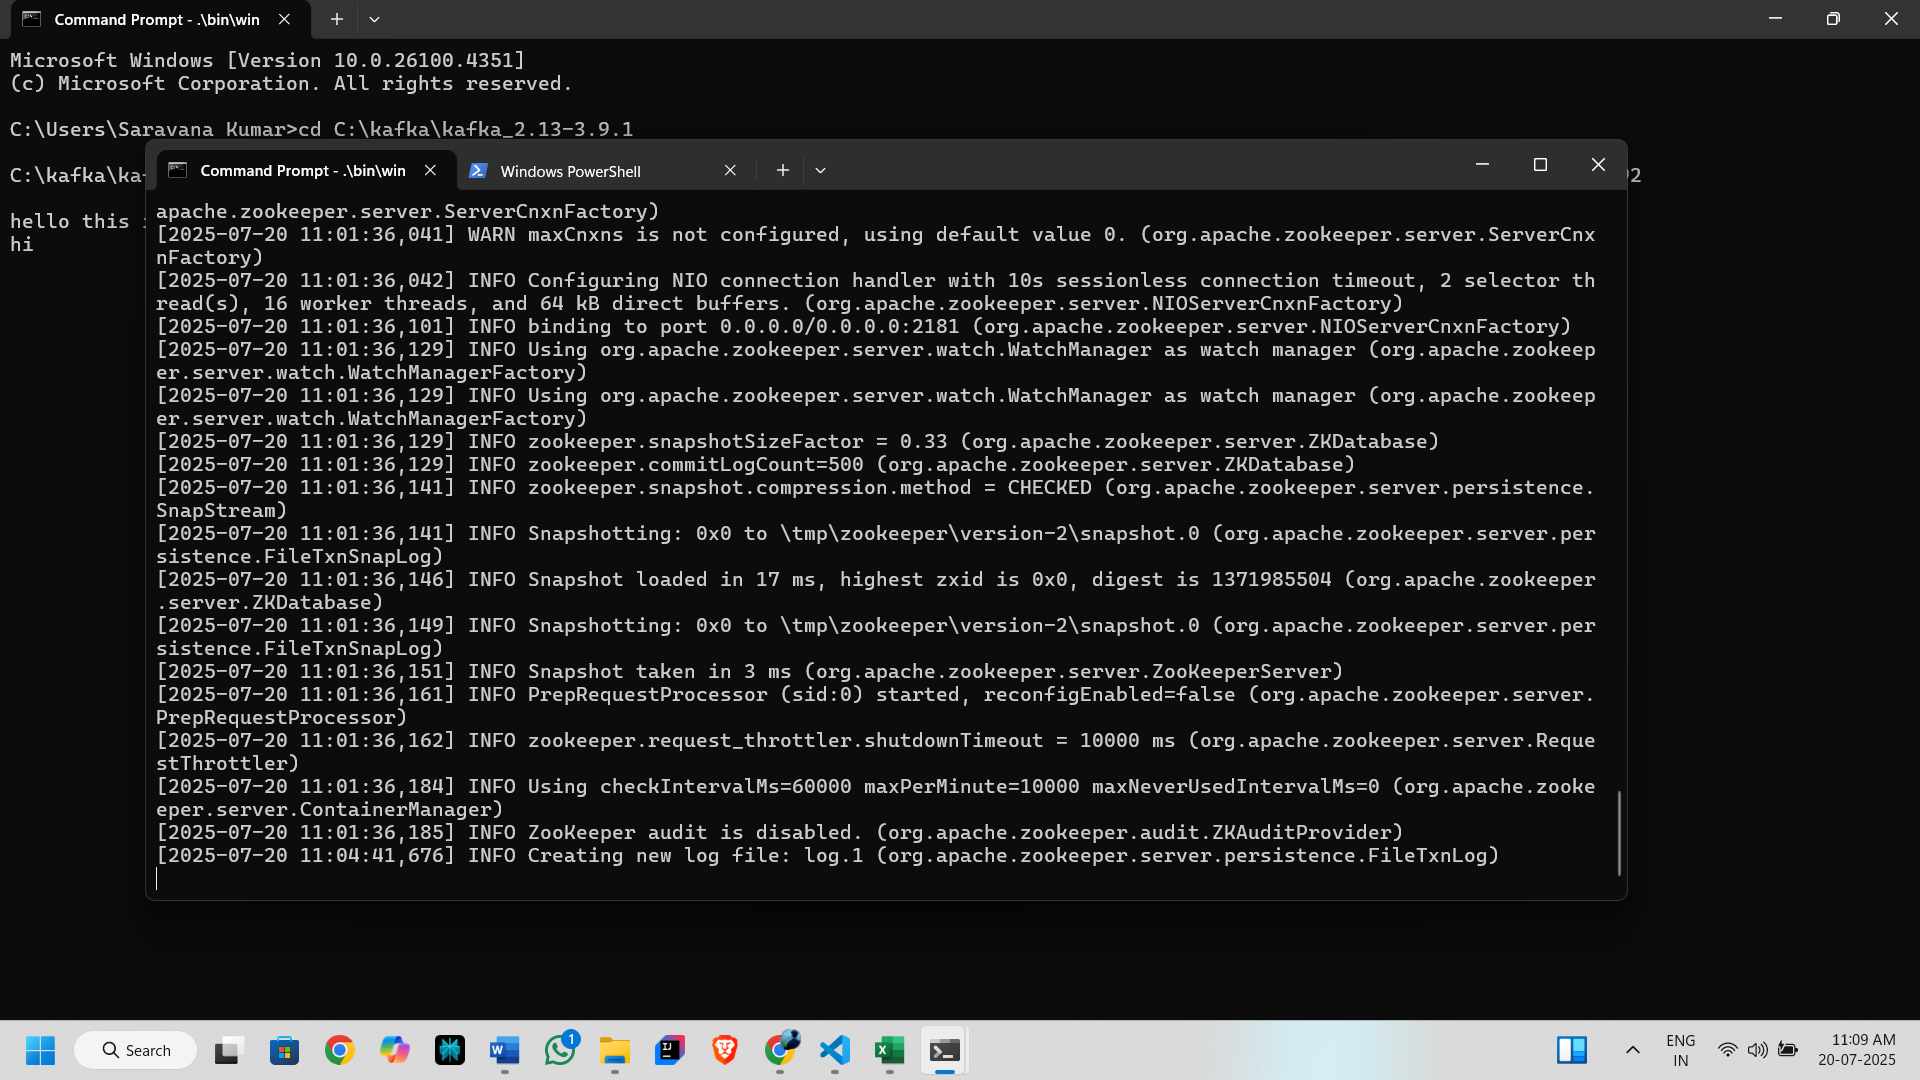 Command Prompt - .\bin\win
Microsoft Windows [Version 10.0.26100.4351]
(c) Microsoft Corporation. All rights reserved.
C:\Users\Saravana Kumar>cd C:\kafka\kafka_2.13-3.9.1
C:\kafka\ka
hello this
hi
Command Prompt - .\bin\win
Windows PowerShell
apache.zookeeper.server.ServerCnxnFactory)
[2025-07-20 11:01:36,041] WARN maxCnxns is not configured, using default value 0. (org.apache.zookeeper.server.ServerCnx
nFactory)
[2025-07-20 11:01:36,042] INFO Configuring NIO connection handler with 10s sessionless connection timeout, 2 selector th
read(s), 16 worker threads, and 64 kB direct buffers. (org.apache.zookeeper.server.NIOServerCnxnFactory)
[2025-07-20 11:01:36,101] INFO binding to port 0.0.0.0/0.0.0.0:2181 (org.apache.zookeeper.server.NIOServerCnxnFactory)
[2025-07-20 11:01:36,129] INFO Using org.apache.zookeeper.server.watch.WatchManager as watch manager (org.apache.zookeep
er.server.watch.WatchManagerFactory)
[2025-07-20 11:01:36,129] INFO Using org.apache.zookeeper.server.watch.WatchManager as watch manager (org.apache.zookeep
er.server.watch.WatchManagerFactory)
[2025-07-20 11:01:36,129] INFO zookeeper.snapshotSizeFactor = 0.33 (org.apache.zookeeper.server.ZKDatabase)
[2025-07-20 11:01:36,129] INFO zookeeper.commitLogCount=500 (org.apache.zookeeper.server.ZKDatabase)
[2025-07-20 11:01:36,141] INFO zookeeper.snapshot.compression.method = CHECKED (org.apache.zookeeper.server.persistence.
SnapStream)
[2025-07-20 11:01:36,141] INFO Snapshotting: 0x0 to \tmp\zookeeper\version-2\snapshot.0 (org.apache.zookeeper.server.per
sistence.FileTxnSnapLog)
[2025-07-20 11:01:36,146] INFO Snapshot loaded in 17 ms, highest zxid is 0x0, digest is 1371985504 (org.apache.zookeeper
.server.ZKDatabase)
[2025-07-20 11:01:36,149] INFO Snapshotting: 0x0 to \tmp\zookeeper\version-2\snapshot.0 (org.apache.zookeeper.server.per
sistence.FileTxnSnapLog)
[2025-07-20 11:01:36,151] INFO Snapshot taken in 3 ms (org.apache.zookeeper.server.ZooKeeperServer)
[2025-07-20 11:01:36,161] INFO PrepRequestProcessor (sid:0) started, reconfigEnabled=false (org.apache.zookeeper.server.
PrepRequestProcessor)
[2025-07-20 11:01:36,162] INFO zookeeper.request_throttler.shutdownTimeout = 10000 ms (org.apache.zookeeper.server.Reque
stThrottler)
[2025-07-20 11:01:36,184] INFO Using checkIntervalMs=60000 maxPerMinute=10000 maxNeverUsedIntervalMs=0 (org.apache.zooke
eper.server.ContainerManager)
[2025-07-20 11:01:36,185] INFO ZooKeeper audit is disabled. (org.apache.zookeeper.audit.ZKAuditProvider)
[2025-07-20 11:04:41,676] INFO Creating new log file: log.1 (org.apache.zookeeper.server.persistence.FileTxnLog)
Search
1
ENG
IN
11:09 AM
20-07-2025